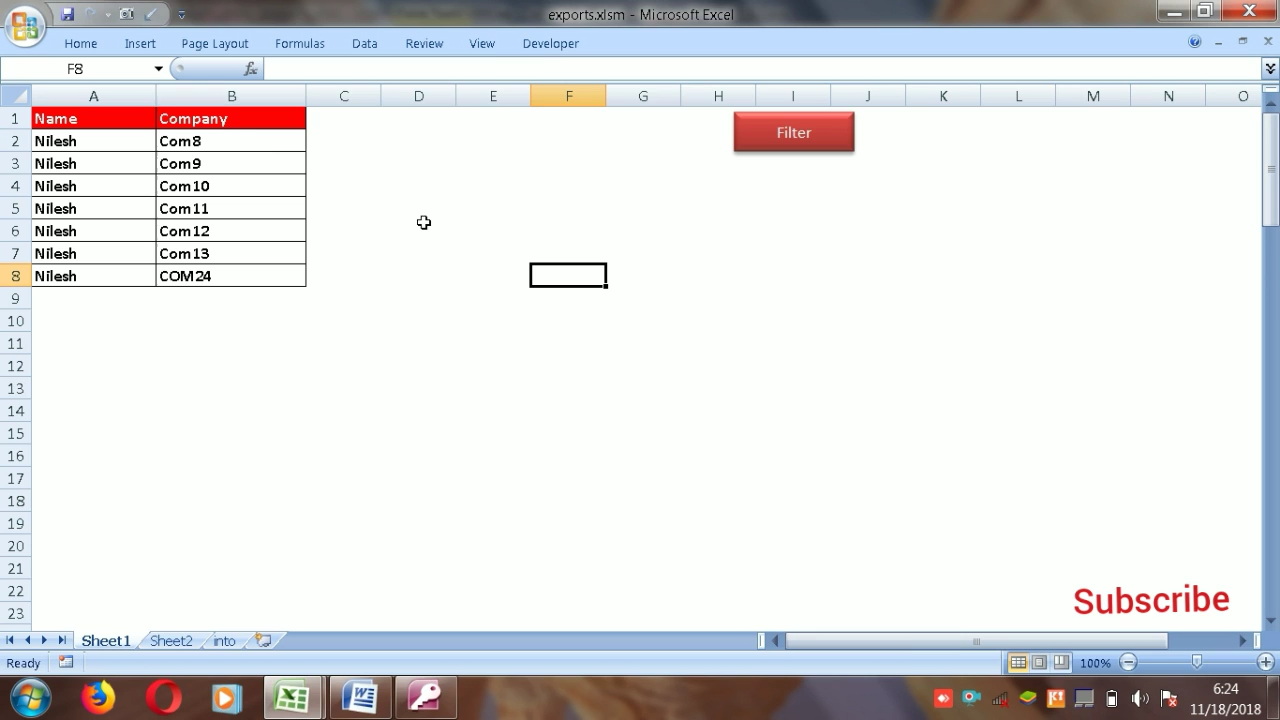 exports.xlsm - Microsoft Excel
Home Insert Page Layout Formulas Data Review View Developer
F8 fx
A B C D E F G H I J K L M N O
1 Name Company Filter
2 Nilesh Com8
3 Nilesh Com9
4 Nilesh Com10
5 Nilesh Com11
6 Nilesh Com12
7 Nilesh Com13
8 Nilesh COM24
9
10
11
12
13
14
15
16
17
18
19
20
21
22
23
Subscribe
Sheet1 Sheet2 into
Ready 100%
6:24
11/18/2018